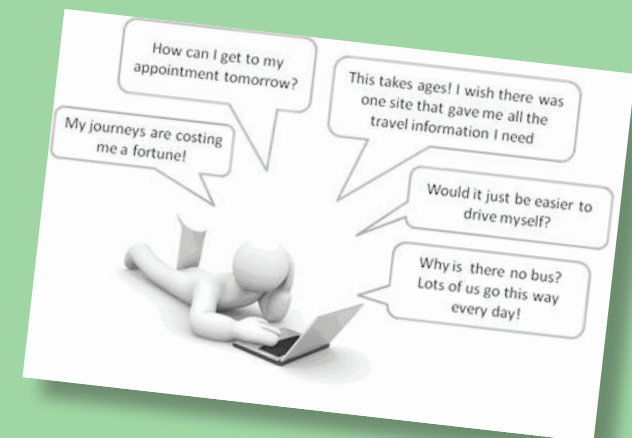 How can I get to my
appointment tomorrow?
This takes ages! I wish there was
one site that gave me all the
travel information I need
My journeys are costing
me a fortune!
Would it just be easier to
drive myself?
Why is there no bus?
Lots of us go this way
every day!